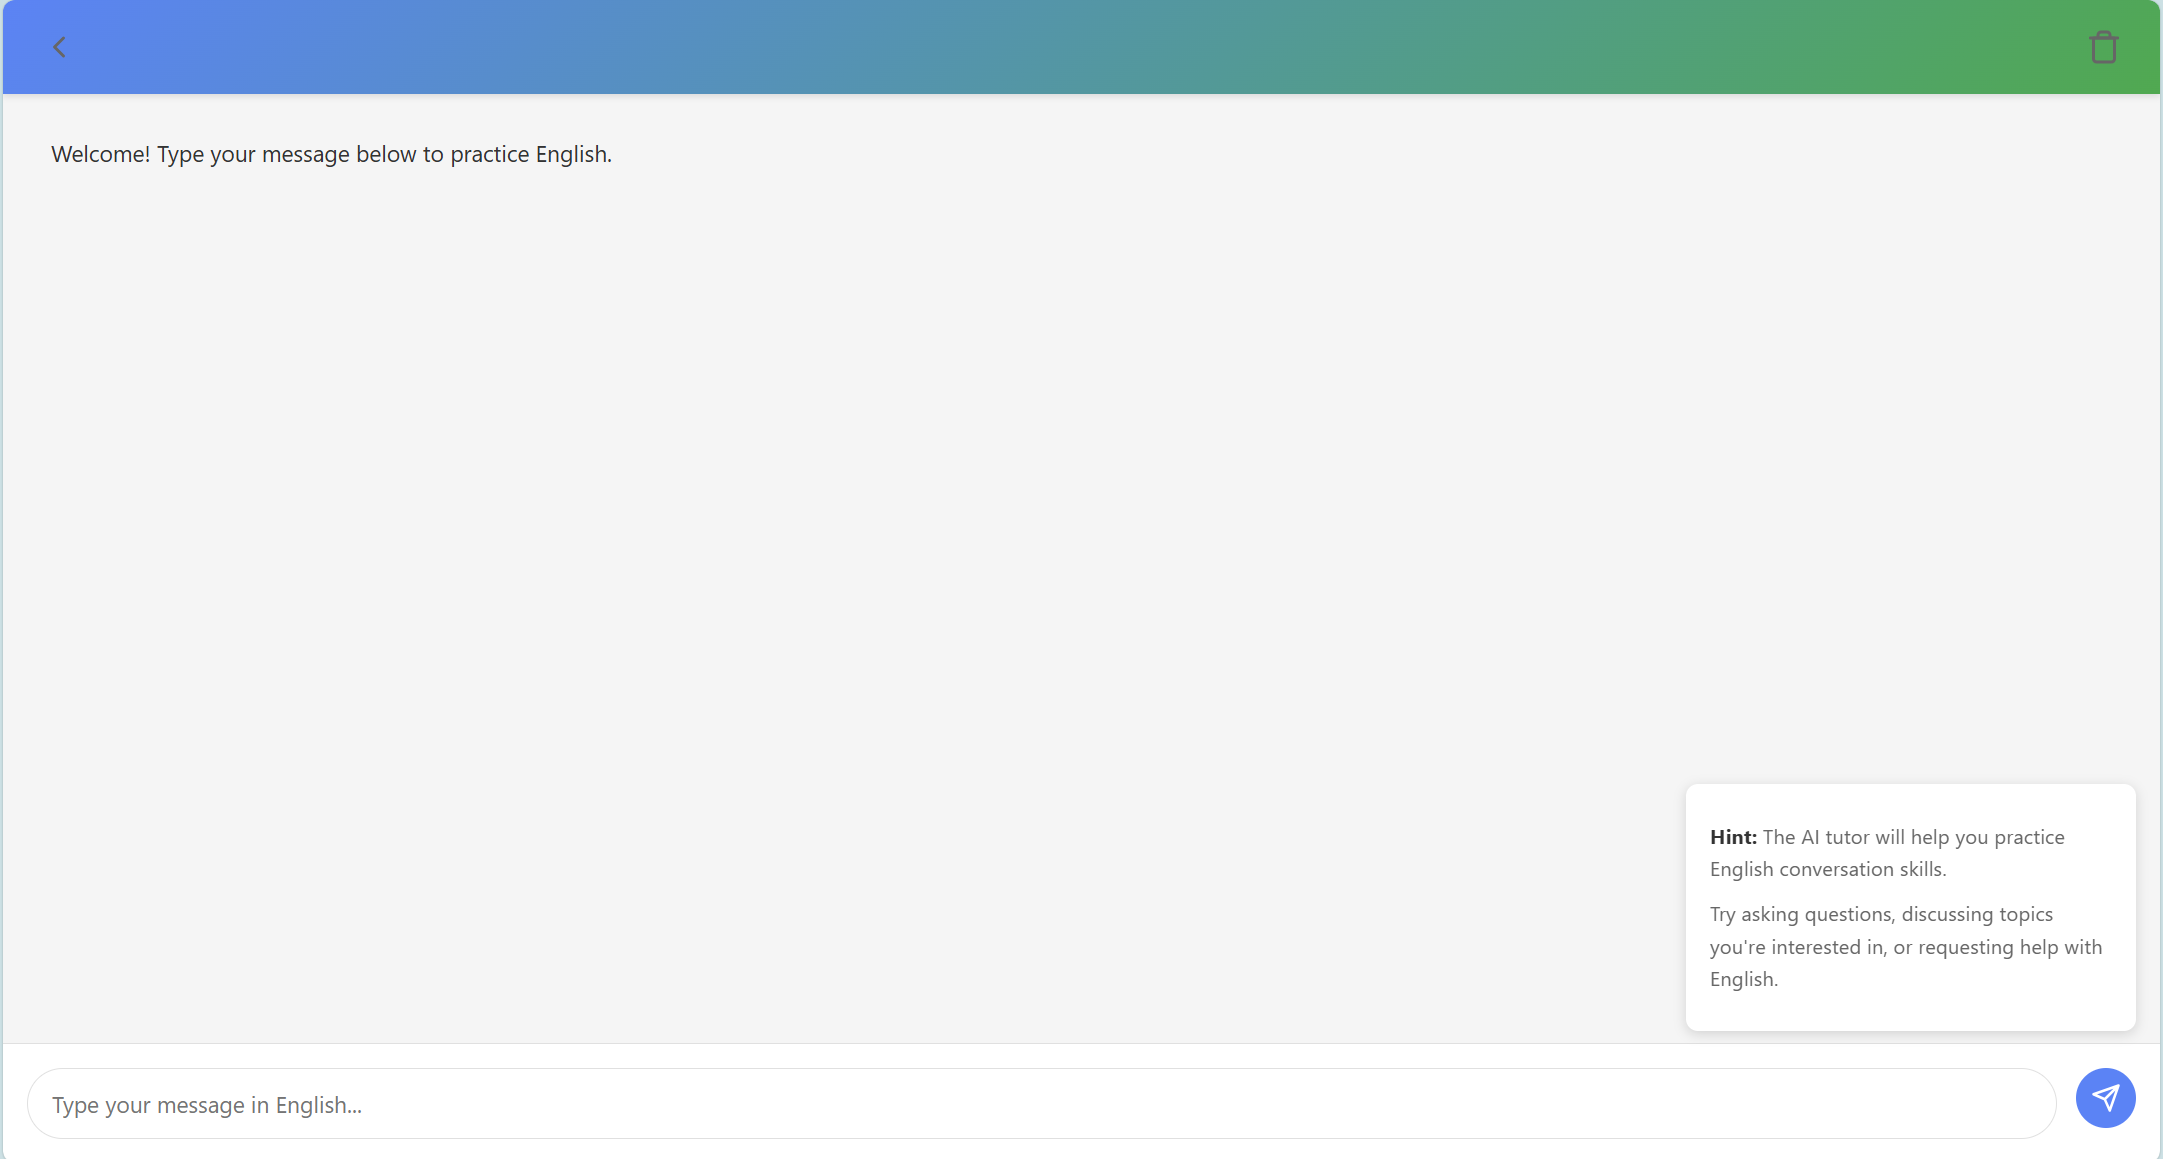 Welcome! Type your message below to practice English.
Hint: The AI tutor will help you practice
English conversation skills.
Try asking questions, discussing topics
you're interested in, or requesting help with
English.
Type your message in English...